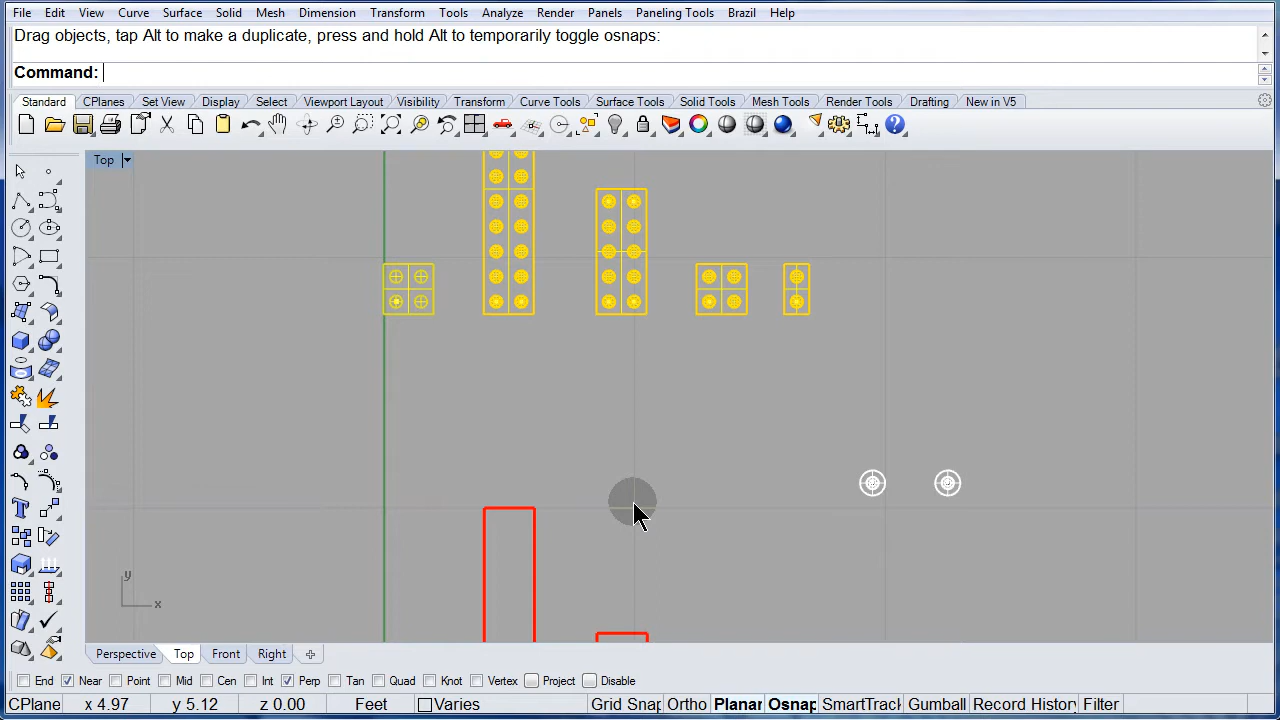 File Edit View Curve Surface Solid Mesh Dimension Transform Tools Analyze Render Panels Paneling Tools Brazil Help
Drag objects, tap Alt to make a duplicate, press and hold Alt to temporarily toggle osnaps:
Command:
Standard CPlanes Set View Display Select Viewport Layout Visibility Transform Curve Tools Surface Tools Solid Tools Mesh Tools Render Tools Drafting New in V5
Top
y
x
Perspective Top Front Right
End Near Point Mid Cen Int Perp Tan Quad Knot Vertex Project Disable
CPlane x 4.97 y 5.12 z 0.00 Feet Varies Grid Snap Ortho Planar Osnap SmartTrack Gumball Record History Filter